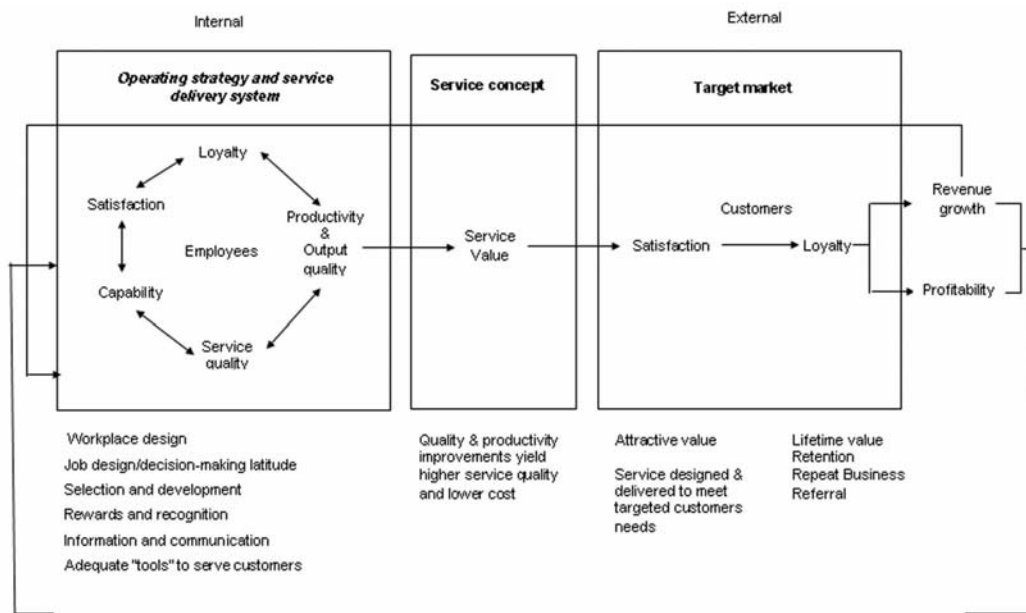 Internal
External
Operating strategy and service
delivery system
Service concept
Target market
Loyalty
Satisfaction
Productivity
&
Output
quality
Employees
Capability
Service
quality
Service
Value
Customers
Satisfaction
Loyalty
Revenue
growth
Profitability
Workplace design
Job design/decision-making latitude
Selection and development
Rewards and recognition
Information and communication
Adequate "tools" to serve customers
Quality & productivity
improvements yield
higher service quality
and lower cost
Attractive value
Service designed &
delivered to meet
targeted customers
needs
Lifetime value
Retention
Repeat Business
Referral